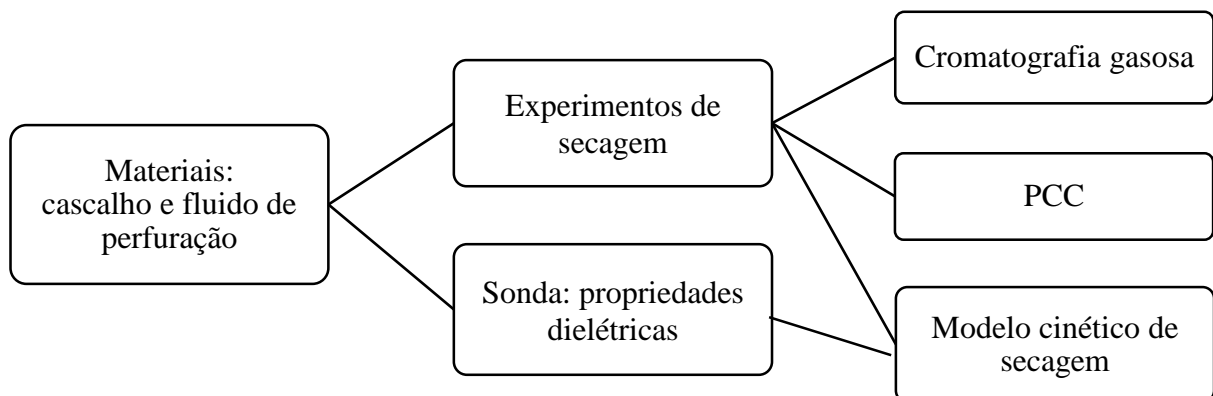 Materiais:
cascalho e fluido de
perfuração
Experimentos de
secagem
Sonda: propriedades
dielétricas
Cromatografia gasosa
PCC
Modelo cinético de
secagem